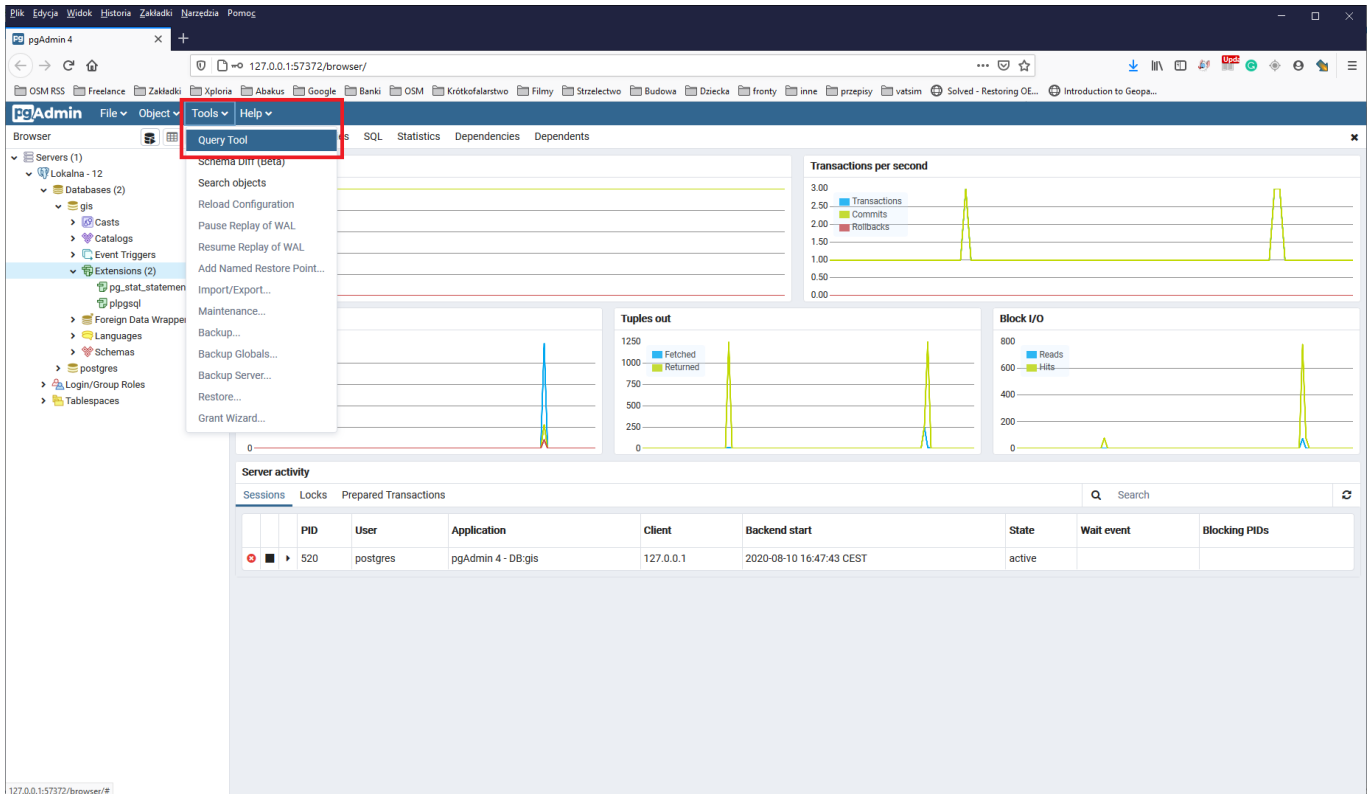 Plik Edycja Widok Historia Zakładki Narzędzia Pomoc
pgAdmin 4
127.0.0.1:57372/browser/
OSM RSS Freelance Zakładki Xploria Abakus Google Banki OSM Krótkofalarstwo Filmy Strzelectwo Budowa Dziecka fronty inne przepisy vatsim Solved - Restoring OE... Introduction to Geopa...
pgAdmin File Object Tools Help
Browser
SQL Statistics Dependencies Dependents
Query Tool
Schema Diff (Beta)
Search objects
Reload Configuration
Pause Replay of WAL
Resume Replay of WAL
Add Named Restore Point...
Import/Export...
Maintenance...
Backup...
Backup Globals...
Backup Server...
Restore...
Grant Wizard...
Servers (1)
Lokalna - 12
Databases (2)
gis
Casts
Catalogs
Event Triggers
Extensions (2)
pg_stat_statemen
plpgsql
Foreign Data Wrappe
Languages
Schemas
postgres
Login/Group Roles
Tablespaces
Transactions per second
3.00
2.50
2.00
1.50
1.00
0.50
0.00
Transactions
Commits
Rollbacks
0
Tuples out
1250
1000
750
500
250
0
Fetched
Returned
Block I/O
800
600
400
200
0
Reads
Hits
Server activity
Sessions Locks Prepared Transactions
Search
PID User Application Client Backend start State Wait event Blocking PIDs
520 postgres pgAdmin 4 - DB:gis 127.0.0.1 2020-08-10 16:47:43 CEST active
127.0.0.1:57372/browser/#